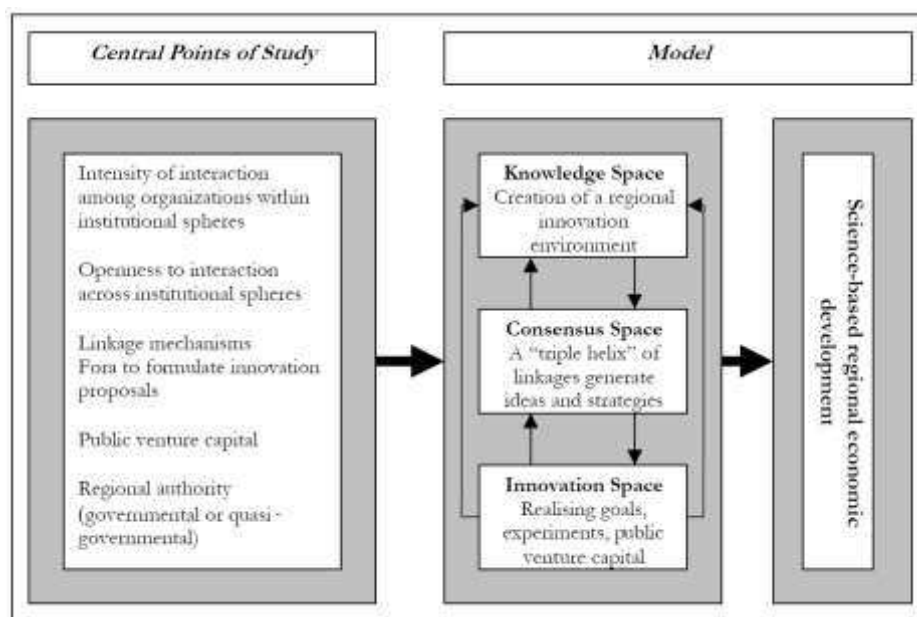 Central Points of Study
Model
Intensity of interaction
among organizations within
institutional spheres
Openness to interaction
across institutional spheres
Linkage mechanisms
Fora to formulate innovation
proposals
Public venture capital
Regional authority
(governmental or quasi-
governmental)
Knowledge Space
Creation of a regional
innovation
environment
Consensus Space
A “triple helix” of
linkages generate
ideas and strategies
Innovation Space
Realising goals,
experiments, public
venture capital
Science-based regional economic
development